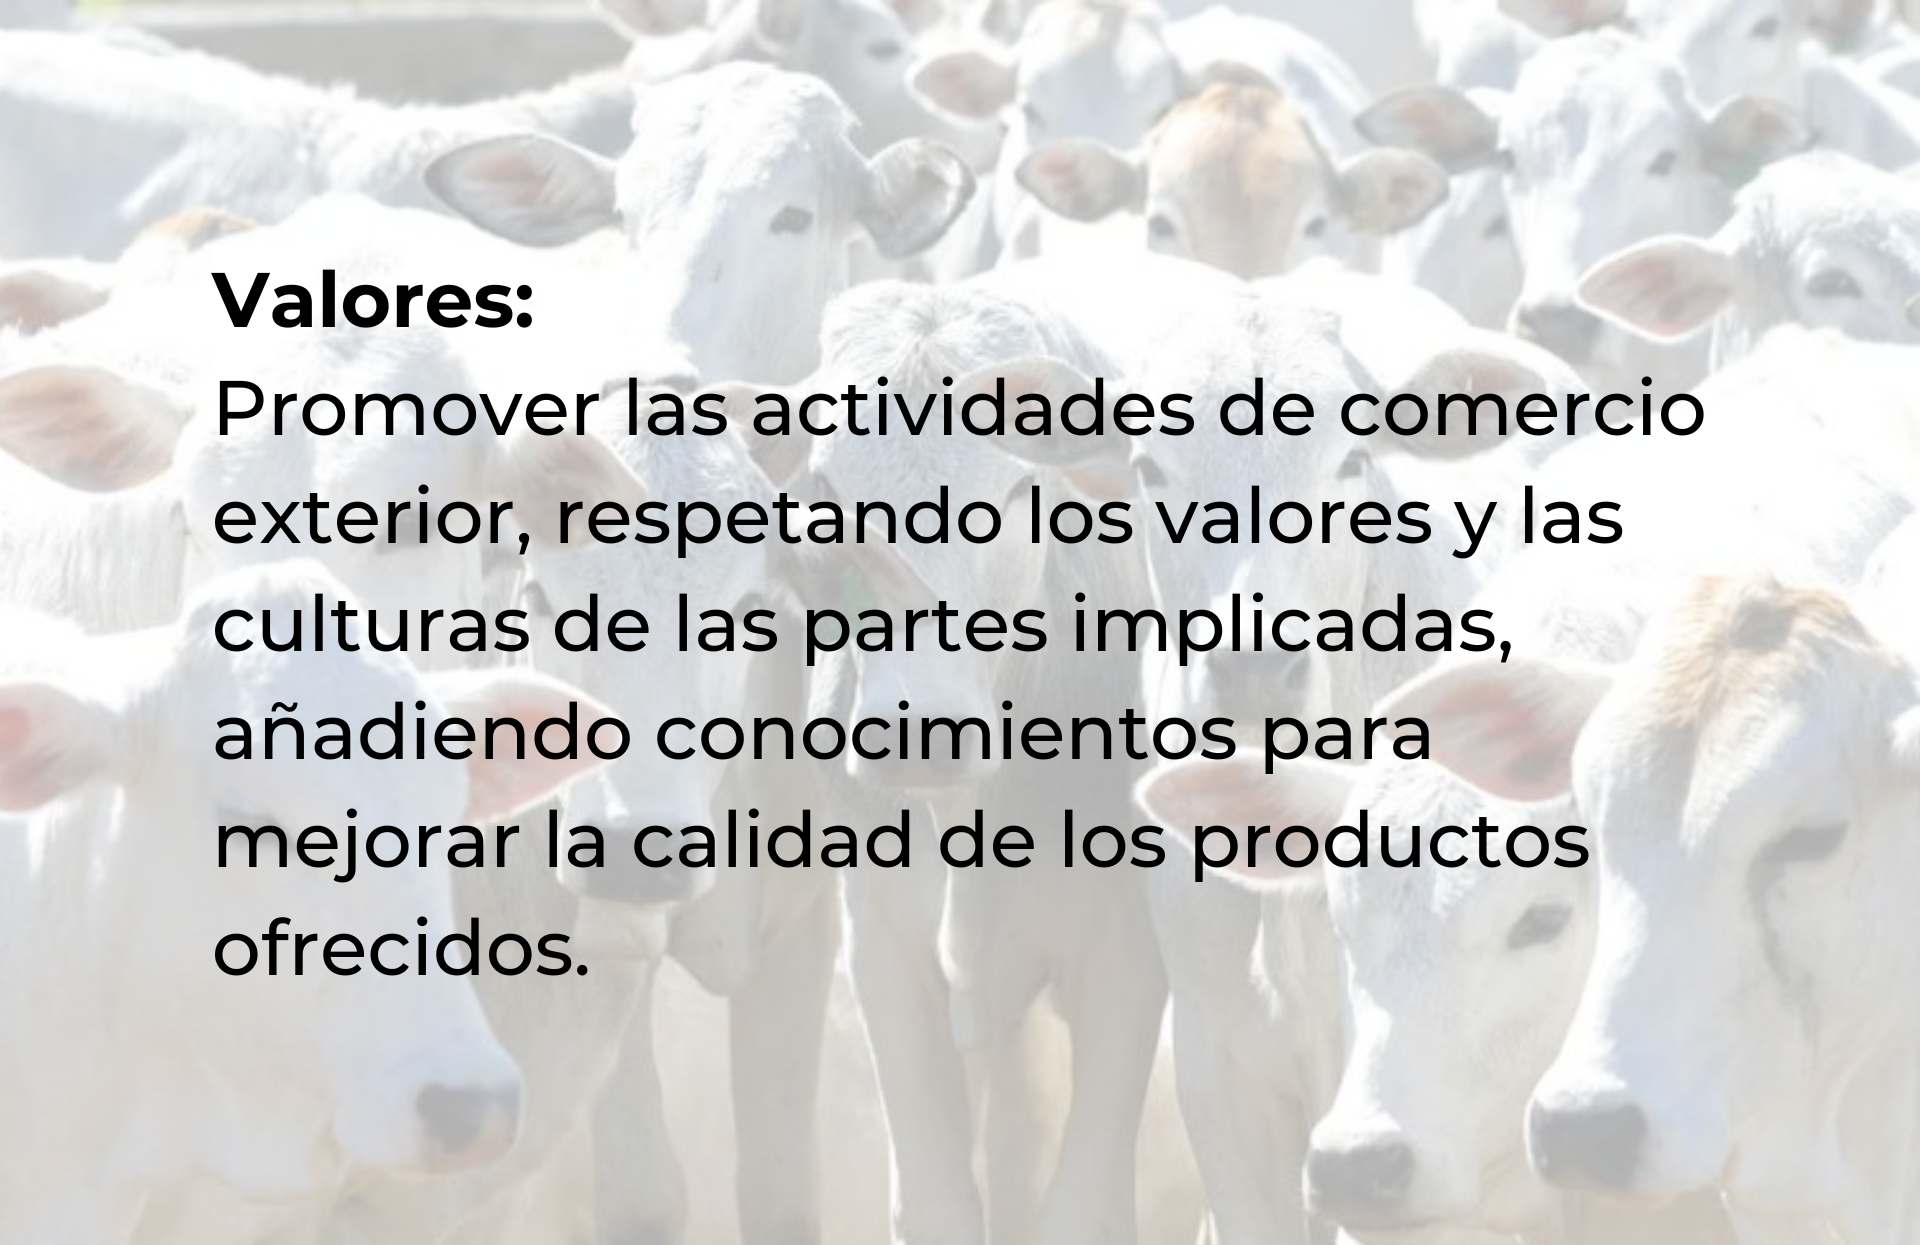 Valores:
Promover las actividades de comercio
exterior, respetando los valores y las
culturas de las partes implicadas,
añadiendo conocimientos para
mejorar la calidad de los productos
ofrecidos.